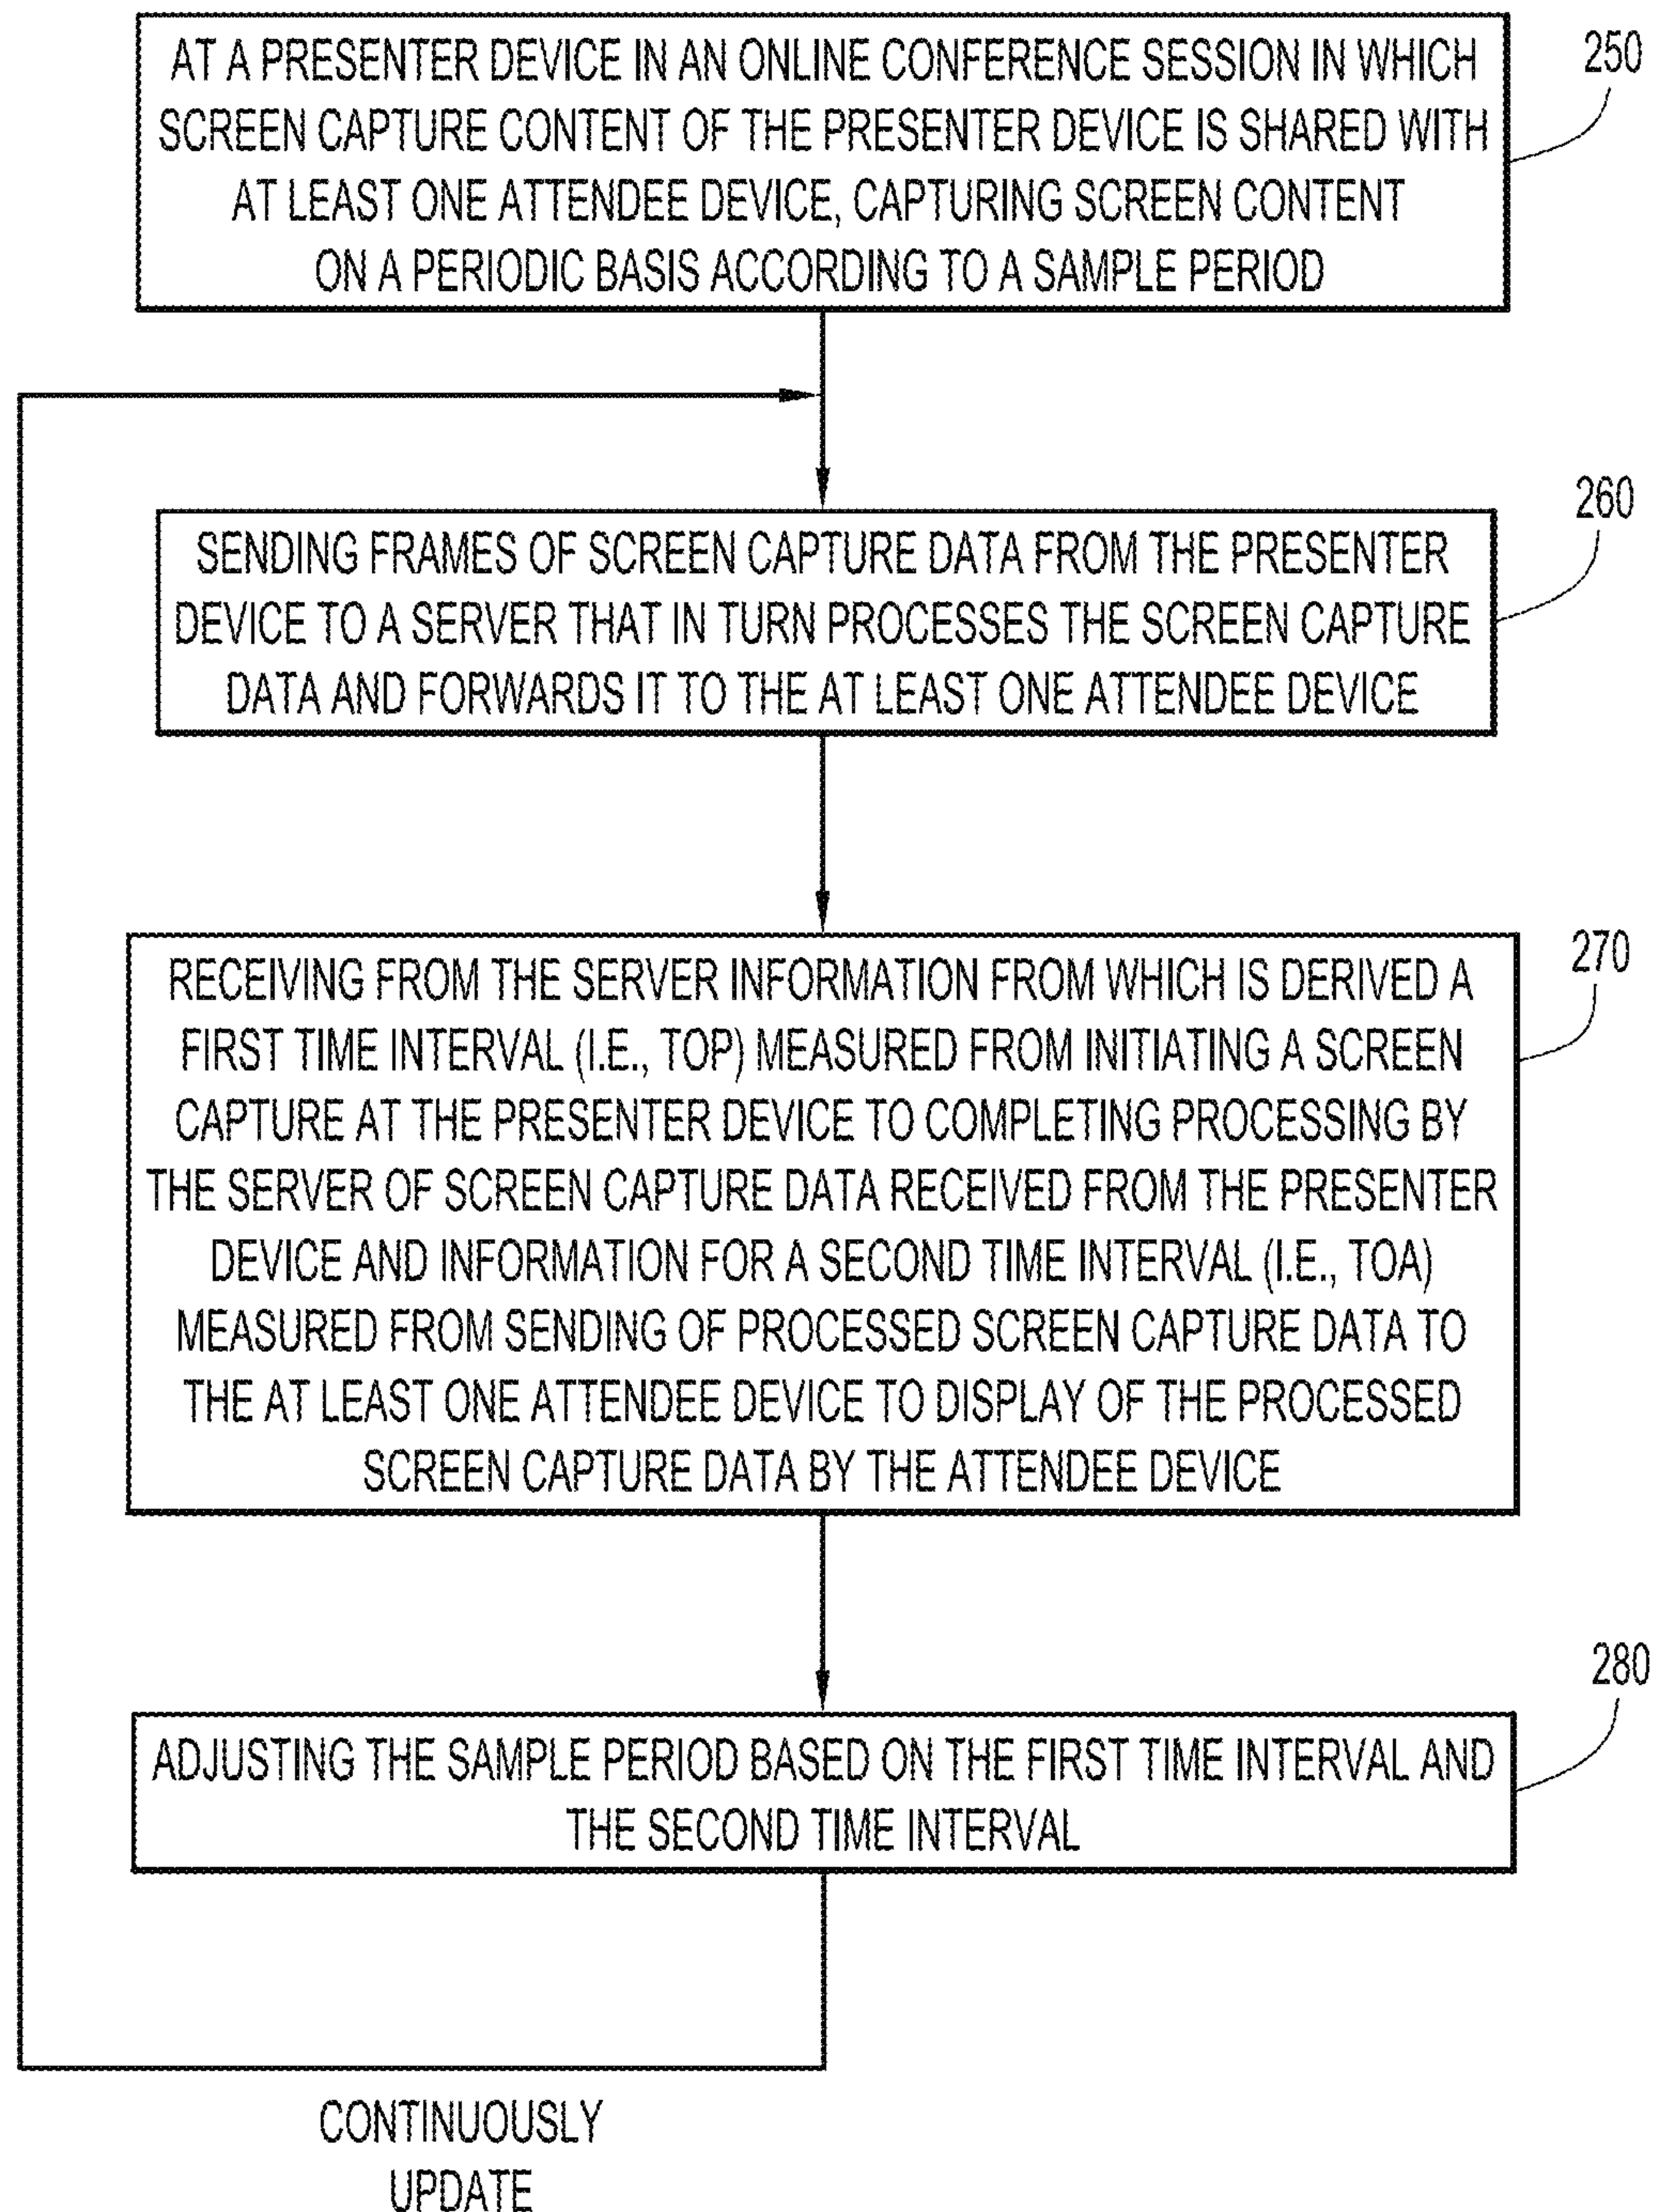 AT A PRESENTER DEVICE IN AN ONLINE CONFERENCE SESSION IN WHICH
SCREEN CAPTURE CONTENT OF THE PRESENTER DEVICE IS SHARED WITH
AT LEAST ONE ATTENDEE DEVICE, CAPTURING SCREEN CONTENT
ON A PERIODIC BASIS ACCORDING TO A SAMPLE PERIOD
250
SENDING FRAMES OF SCREEN CAPTURE DATA FROM THE PRESENTER
DEVICE TO A SERVER THAT IN TURN PROCESSES THE SCREEN CAPTURE
DATA AND FORWARDS IT TO THE AT LEAST ONE ATTENDEE DEVICE
260
RECEIVING FROM THE SERVER INFORMATION FROM WHICH IS DERIVED A
FIRST TIME INTERVAL (I.E., TOP) MEASURED FROM INITIATING A SCREEN
CAPTURE AT THE PRESENTER DEVICE TO COMPLETING PROCESSING BY
THE SERVER OF SCREEN CAPTURE DATA RECEIVED FROM THE PRESENTER
DEVICE AND INFORMATION FOR A SECOND TIME INTERVAL (I.E., TOA)
MEASURED FROM SENDING OF PROCESSED SCREEN CAPTURE DATA TO
THE AT LEAST ONE ATTENDEE DEVICE TO DISPLAY OF THE PROCESSED
SCREEN CAPTURE DATA BY THE ATTENDEE DEVICE
270
ADJUSTING THE SAMPLE PERIOD BASED ON THE FIRST TIME INTERVAL AND
THE SECOND TIME INTERVAL
280
CONTINUOUSLY
UPDATE